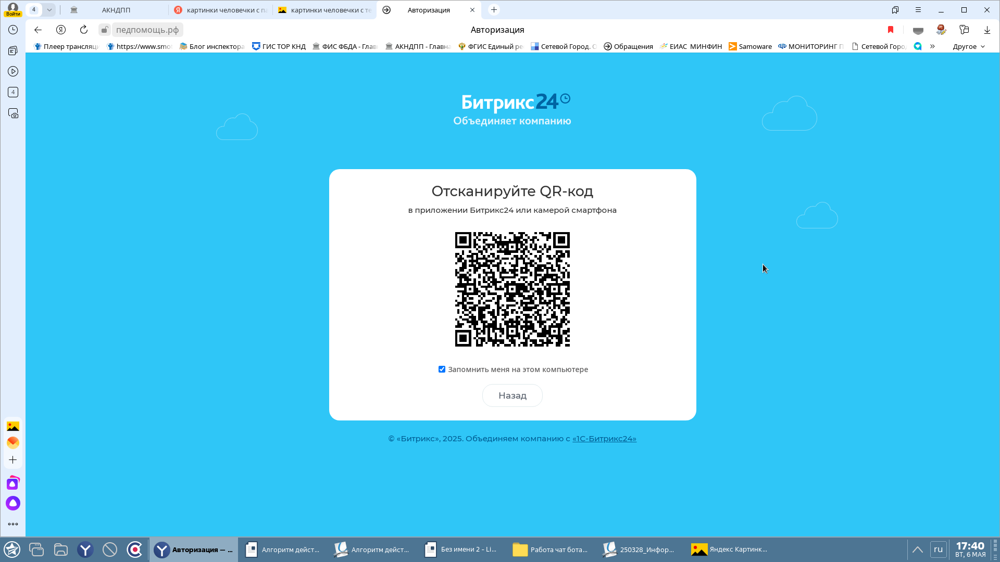 Войти
4
АКНДПП
картинки человечки с па
картинки человечки с те
Авторизация
педпомощь.рф
Авторизация
Плеер трансляц
https://www.smo
Блог инспектора
ГИС ТОР КНД
ФИС ФБДА - Глав
АКНДПП - Главна
ФГИС Единый ре
Сетевой Город. О
Обращения
ЕИАС МИНФИН
Samoware
МОНИТОРИНГ П
Сетевой Горо
»
Другое
4
Битрикс24
Объединяет компанию
Отсканируйте QR-код
в приложении Битрикс24 или камерой смартфона
Запомнить меня на этом компьютере
Назад
© «Битрикс», 2025. Объединяем компанию с «1С-Битрикс24»
Авторизация — ...
Алгоритм дейст...
Алгоритм дейст...
Без имени 2 - Li...
Работа чат бота...
250328_Инфор...
Яндекс Картинк...
ru
17:40
ВТ, 6 МАЯ